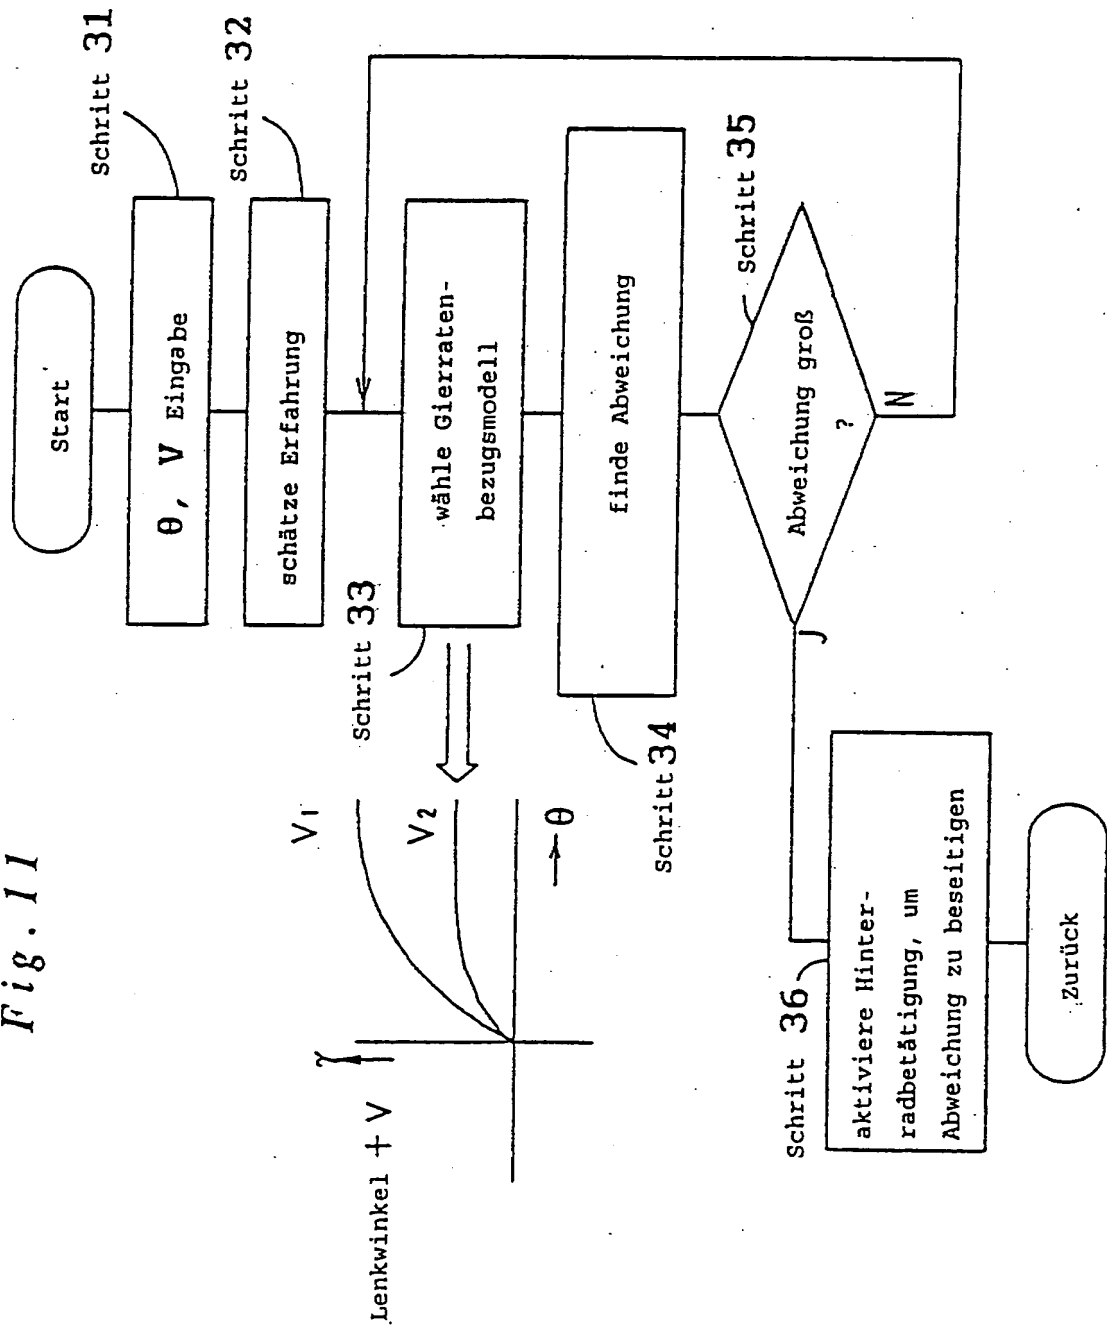 Fig. 11
Start
Schritt 31
θ, V Eingabe
Schritt 32
schätze Erfahrung
Schritt 33
wähle Gierraten-
bezugsmodell
Lenkwinkel + V
γ
V1
V2
θ
Schritt 34
finde Abweichung
Schritt 35
Abweichung groß
?
J
N
Schritt 36
aktiviere Hinter-
radbetätigung, um
Abweichung zu beseitigen
Zurück